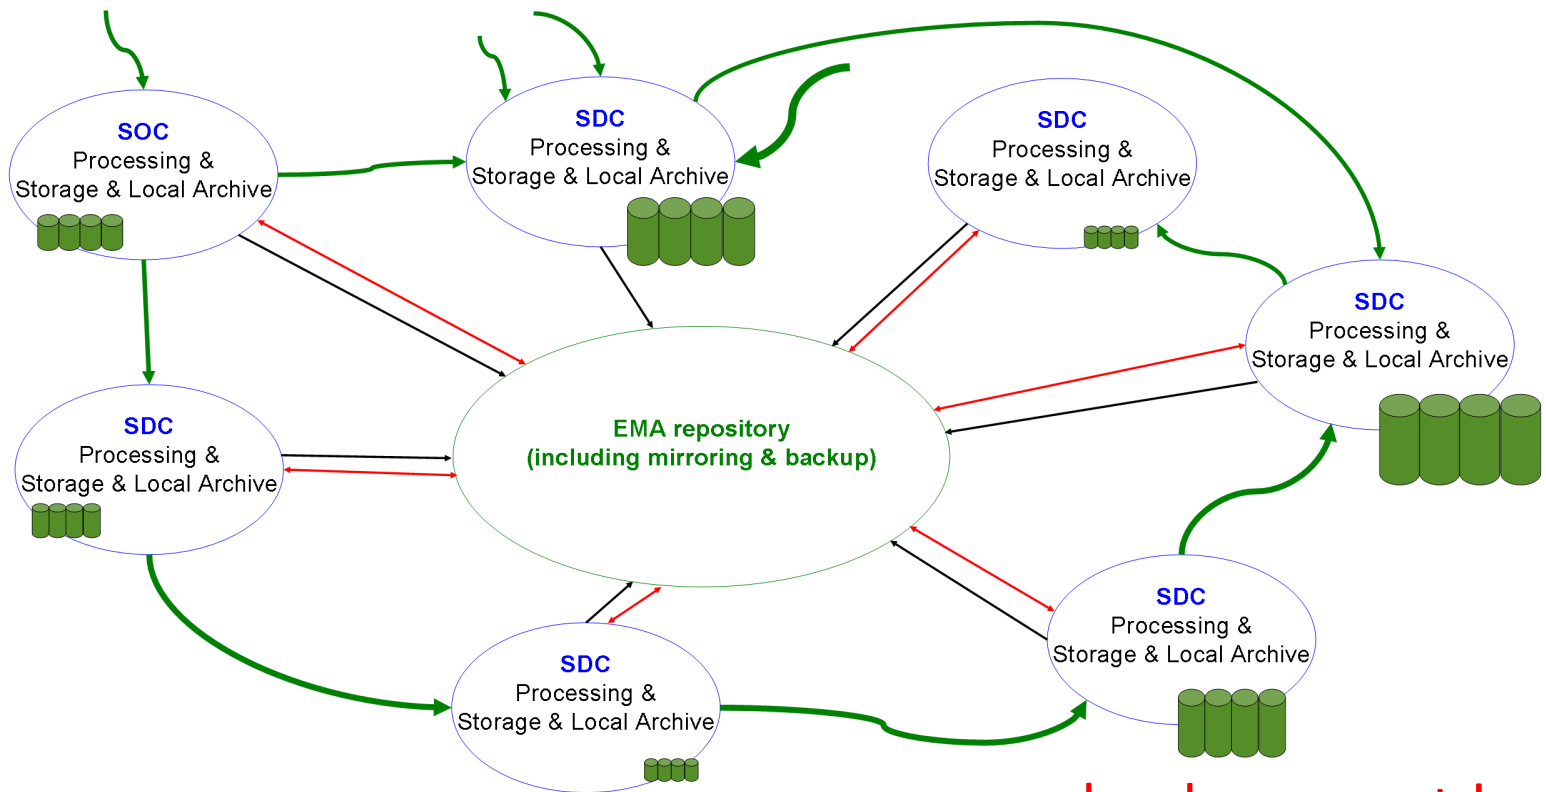 SOC
Processing &
Storage & Local Archive
SDC
Processing &
Storage & Local Archive
SDC
Processing &
Storage & Local Archive
SDC
Processing &
Storage & Local Archive
EMA repository
(including mirroring & backup)
SDC
Processing &
Storage & Local Archive
SDC
Processing &
Storage & Local Archive
SDC
Processing &
Storage & Local Archive